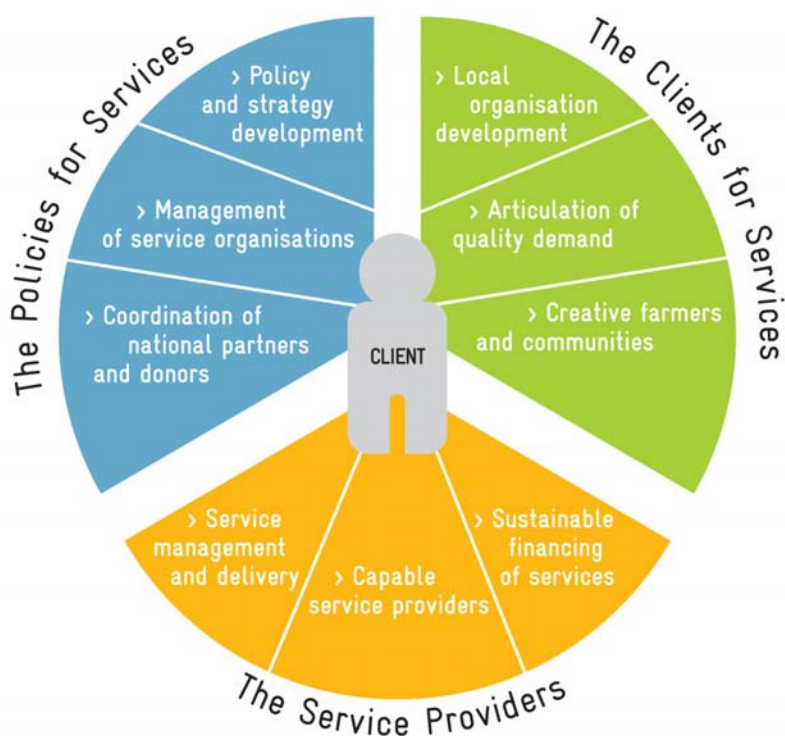 The Policies for Services
> Policy
and strategy
development
> Management
of service organisations
> Coordination of
national partners
and donors
The Clients for Services
> Local
organisation
development
> Articulation of
quality demand
> Creative farmers
and communities
CLIENT
> Service
management
and delivery
> Capable
service providers
> Sustainable
financing
of services
The Service Providers